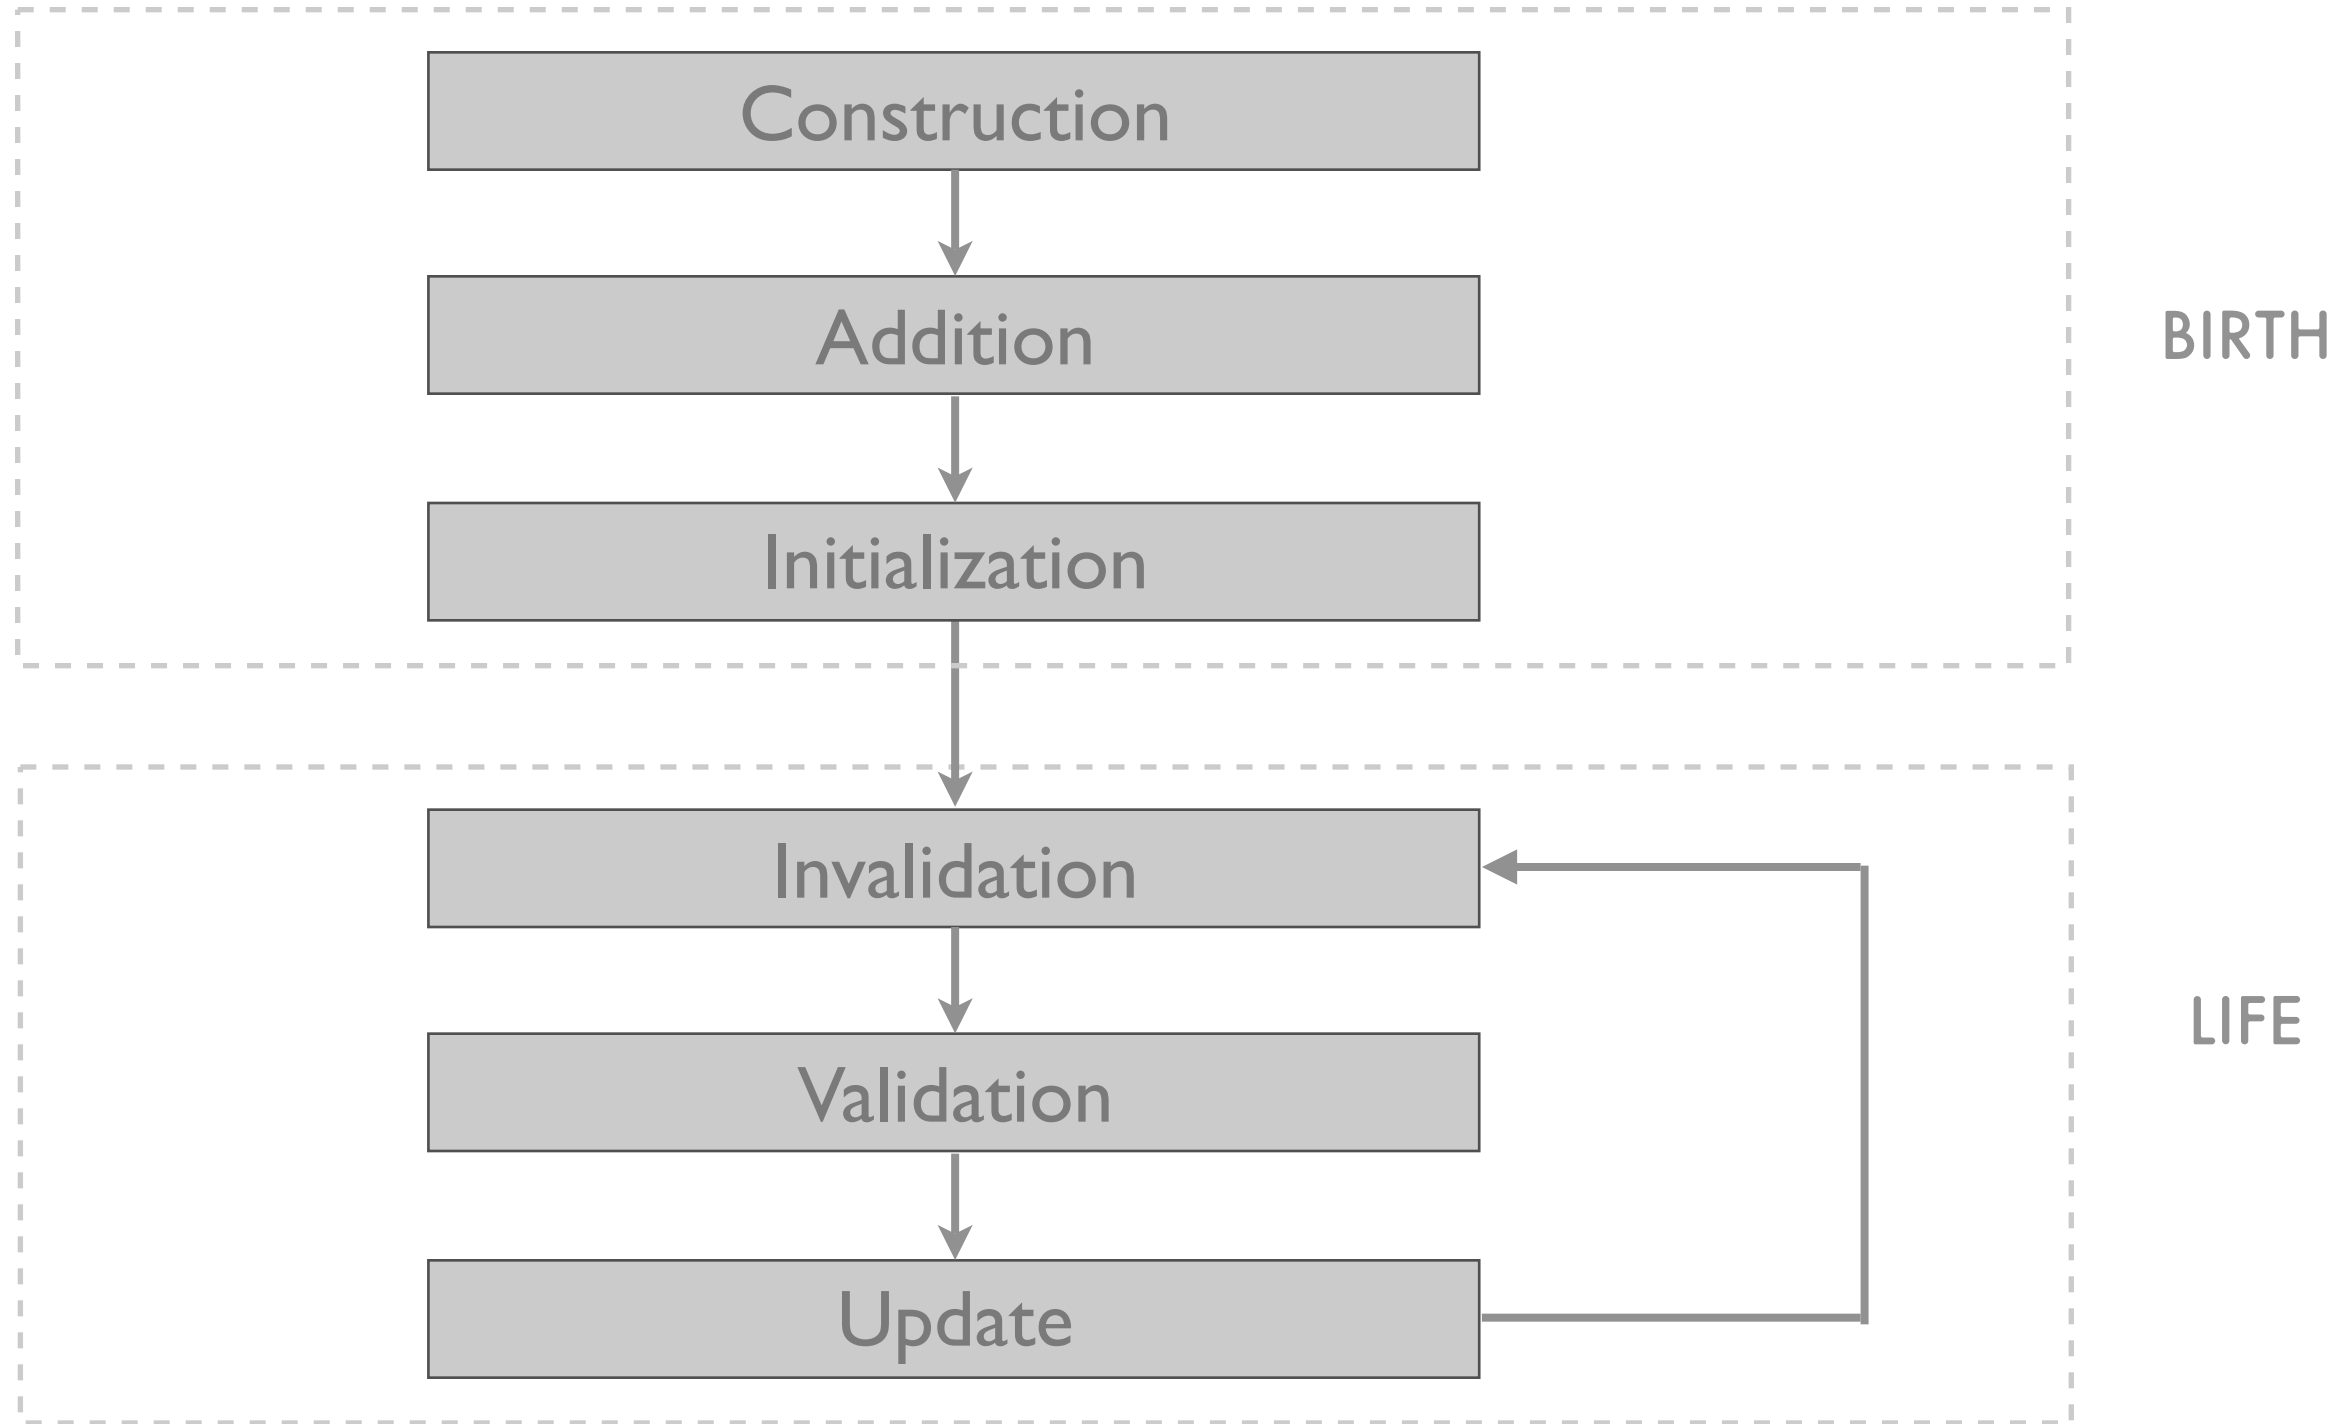 Construction
Addition
BIRTH
Initialization
Invalidation
LIFE
Validation
Update